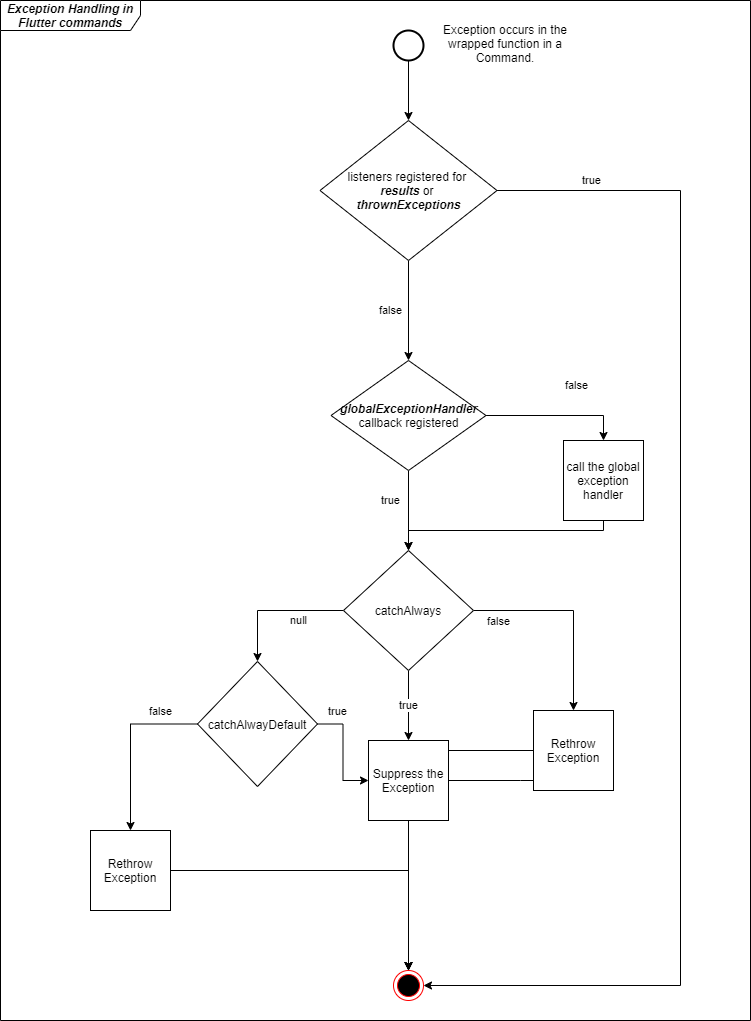 Exception Handling in
Flutter commands
Exception occurs in the
wrapped function in a
Command.
listeners registered for
results or
thrownExceptions
true
false
globalExceptionHandler
callback registered
false
call the global
exception
handler
true
catchAlways
null
false
true
catchAlwayDefault
false
true
Suppress the
Exception
Rethrow
Exception
Rethrow
Exception